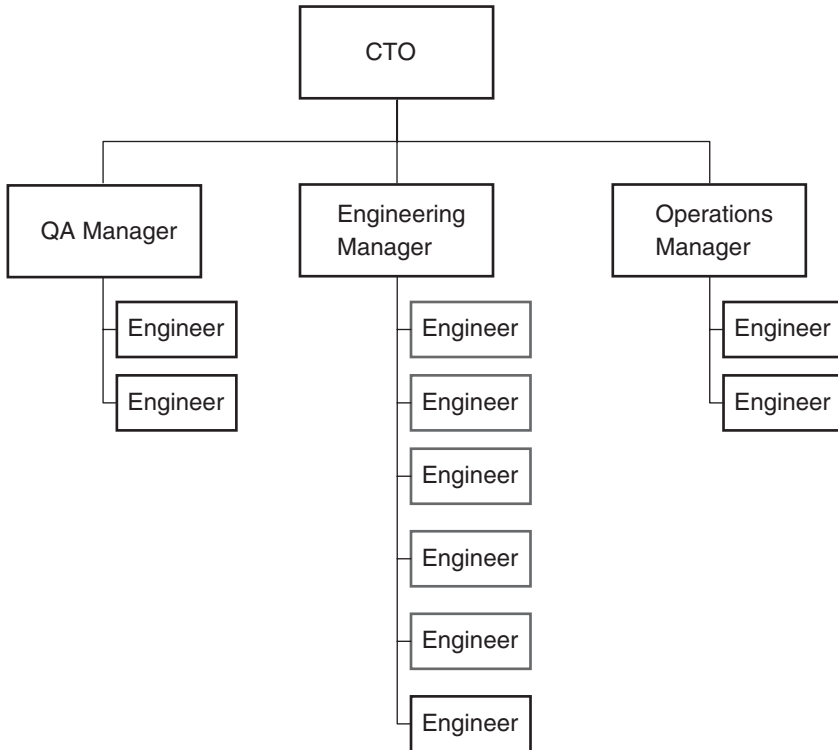 CTO
QA Manager
Engineering
Manager
Operations
Manager
Engineer
Engineer
Engineer
Engineer
Engineer
Engineer
Engineer
Engineer
Engineer
Engineer